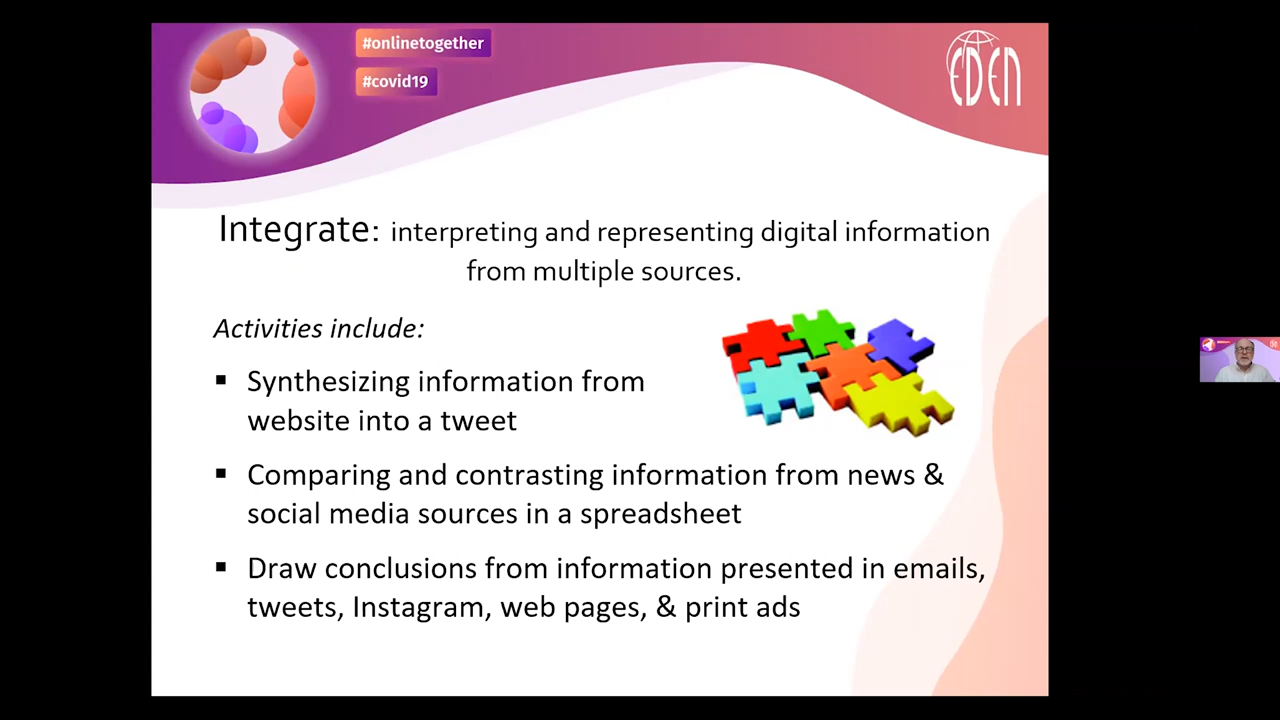 #onlinetogether
#covid19
EDEN
Integrate: interpreting and representing digital information
from multiple sources.
Activities include:
▪ Synthesizing information from
website into a tweet
▪ Comparing and contrasting information from news &
social media sources in a spreadsheet
▪ Draw conclusions from information presented in emails,
tweets, Instagram, web pages, & print ads